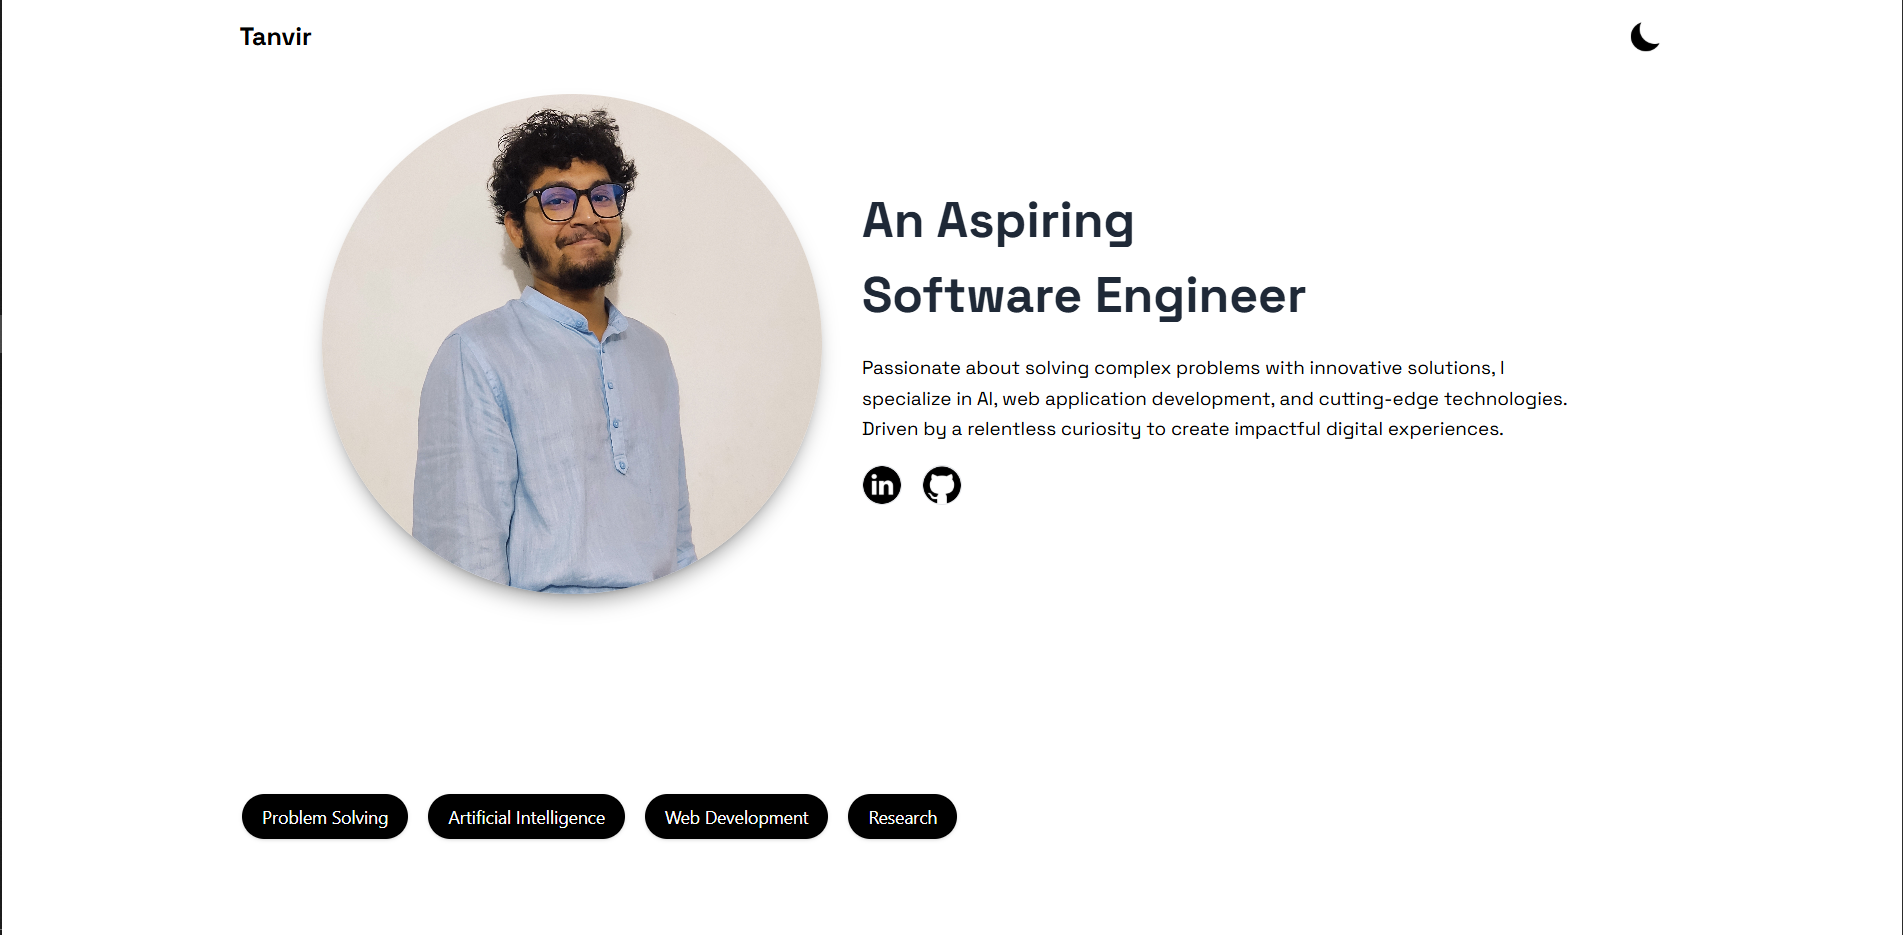 Tanvir
An Aspiring
Software Engineer
Passionate about solving complex problems with innovative solutions, I
specialize in AI, web application development, and cutting-edge technologies.
Driven by a relentless curiosity to create impactful digital experiences.
in
Problem Solving
Artificial Intelligence
Web Development
Research